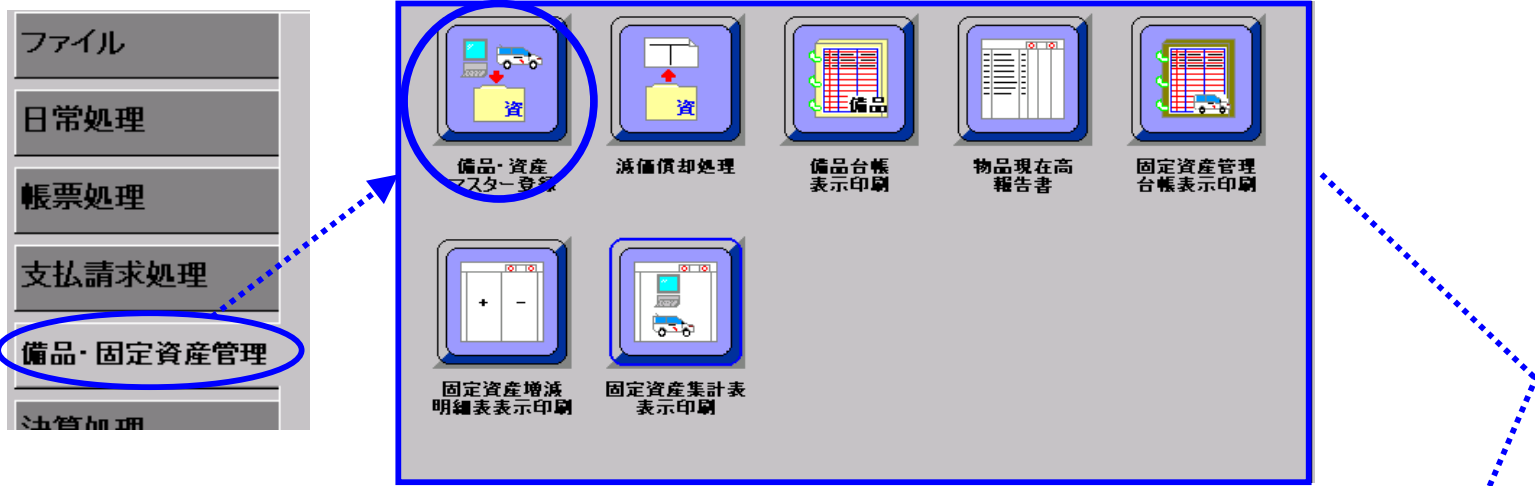 ファイル
日常処理
帳票処理
支払請求処理
備品・固定資産管理
決算処理
資
備品・資産
マスター登録
資
減価償却処理
備品
備品台帳
表示印刷
物品現在高
報告書
固定資産管理
台帳表示印刷
+ -
固定資産増減
明細表表示印刷
固定資産集計表
表示印刷